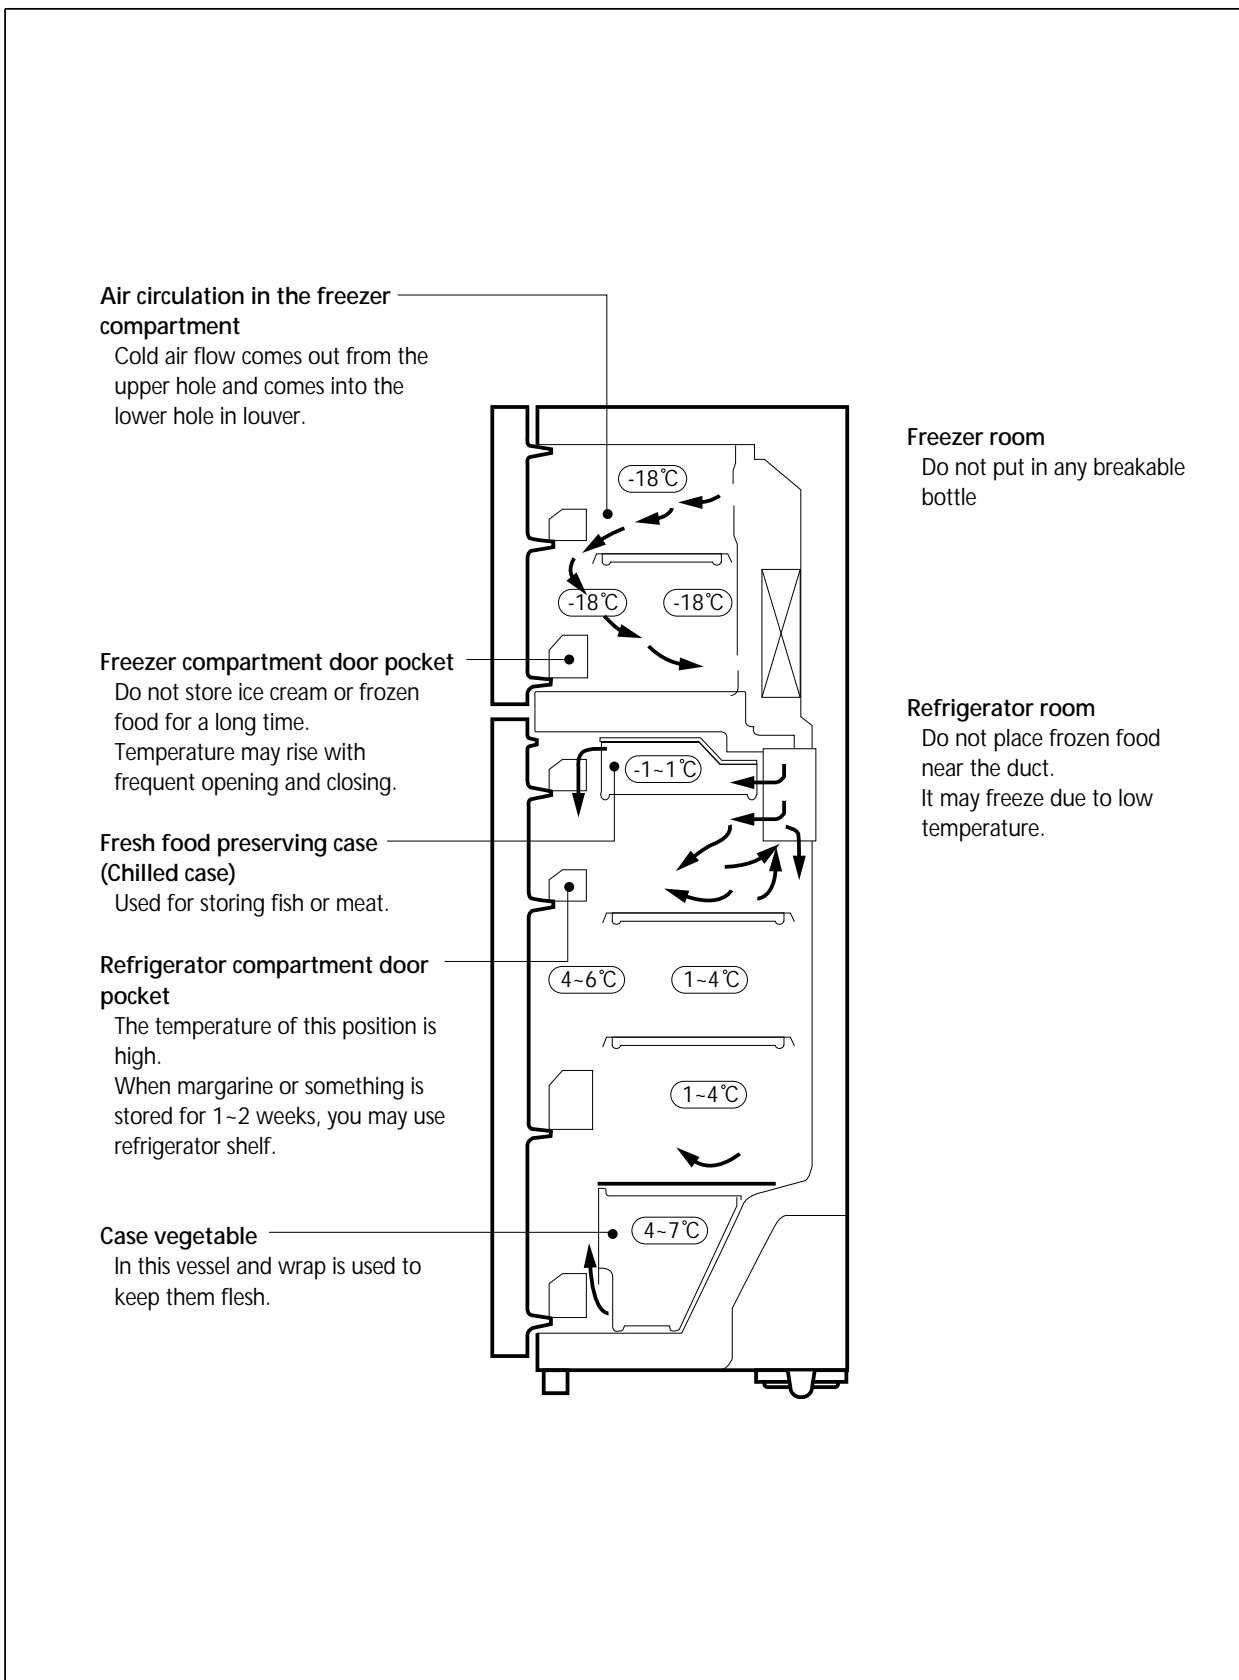 Air circulation in the freezer
compartment
Cold air flow comes out from the
upper hole and comes into the
lower hole in louver.
Freezer room
Do not put in any breakable
bottle
-18℃
-18℃
-18℃
Freezer compartment door pocket
Do not store ice cream or frozen
food for a long time.
Temperature may rise with
frequent opening and closing.
Refrigerator room
Do not place frozen food
near the duct.
It may freeze due to low
temperature.
-1~1℃
Fresh food preserving case
(Chilled case)
Used for storing fish or meat.
Refrigerator compartment door
pocket
The temperature of this position is
high.
When margarine or something is
stored for 1~2 weeks, you may use
refrigerator shelf.
4~6℃
1~4℃
1~4℃
Case vegetable
In this vessel and wrap is used to
keep them flesh.
4~7℃